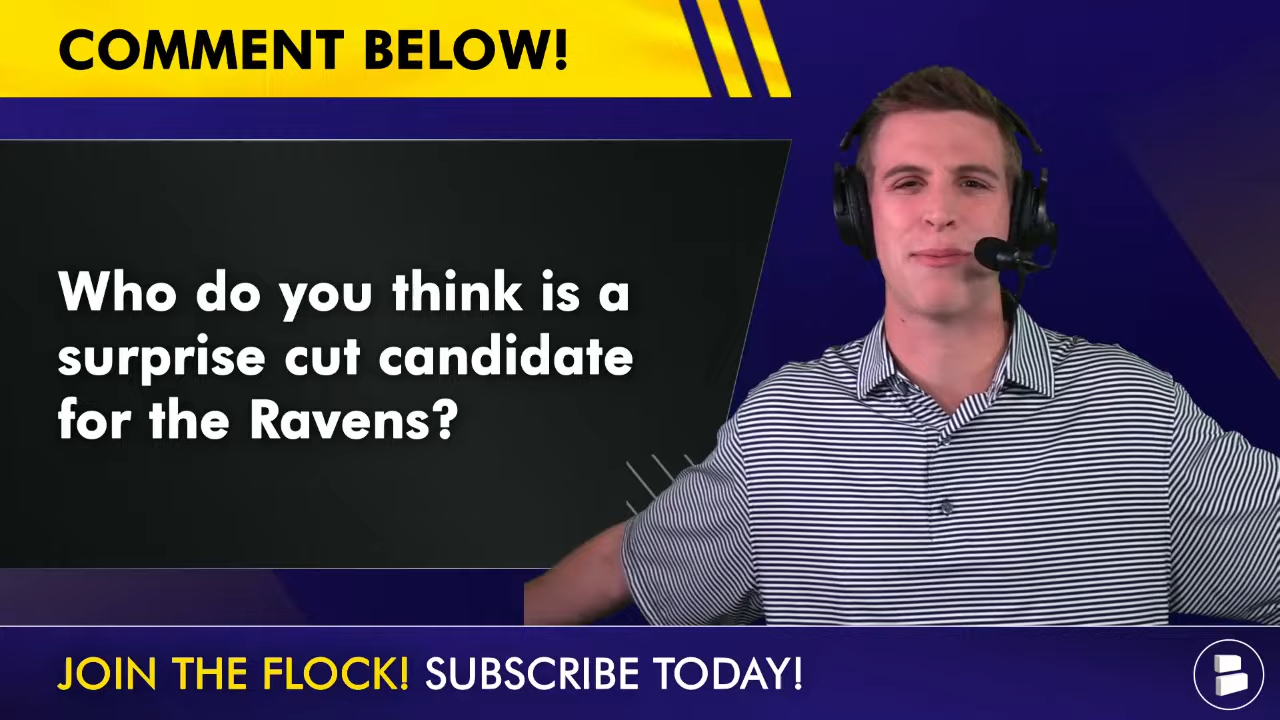 COMMENT BELOW!
Who do you think is a
surprise cut candidate
for the Ravens?
JOIN THE FLOCK! SUBSCRIBE TODAY!